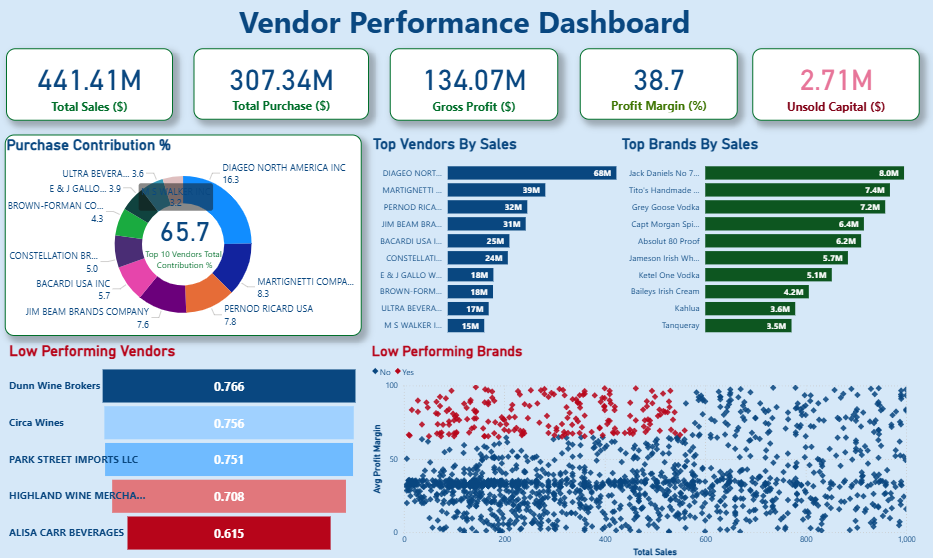 Vendor Performance Dashboard
441.41M
Total Sales ($)
307.34M
Total Purchase ($)
134.07M
Gross Profit ($)
38.7
Profit Margin (%)
2.71M
Unsold Capital ($)
Purchase Contribution %
DIAGEO NORTH AMERICA INC
16.3
MARTIGNETTI COMPA...
8.3
PERNOD RICARD USA
7.8
JIM BEAM BRANDS COMPANY
7.6
BACARDI USA INC
5.7
CONSTELLATION BR...
5.0
BROWN-FORMAN CO...
4.3
E & J GALLO... 3.9
ULTRA BEVERA... 3.6
WALKER
3.2
65.7
Top 10 Vendors Total
Contribution %
Top Vendors By Sales
DIAGEO NORT... 68M
MARTIGNETTI ... 39M
PERNOD RICA... 32M
JIM BEAM BRA... 31M
BACARDI USA I... 25M
CONSTELLATI... 24M
E & J GALLO W... 18M
BROWN-FORM... 18M
ULTRA BEVERA... 17M
M S WALKER I... 15M
Top Brands By Sales
Jack Daniels No 7... 8.0M
Tito's Handmade ... 7.4M
Grey Goose Vodka 7.2M
Capt Morgan Spi... 6.4M
Absolut 80 Proof 6.2M
Jameson Irish Wh... 5.7M
Ketel One Vodka 5.1M
Baileys Irish Cream 4.2M
Kahlua 3.6M
Tanqueray 3.5M
Low Performing Vendors
Dunn Wine Brokers 0.766
Circa Wines 0.756
PARK STREET IMPORTS LLC 0.751
HIGHLAND WINE MERCHA... 0.708
ALISA CARR BEVERAGES 0.615
Low Performing Brands
No Yes
Avg Profit Margin
100
50
0
0 200 400 600 800 1,000
Total Sales